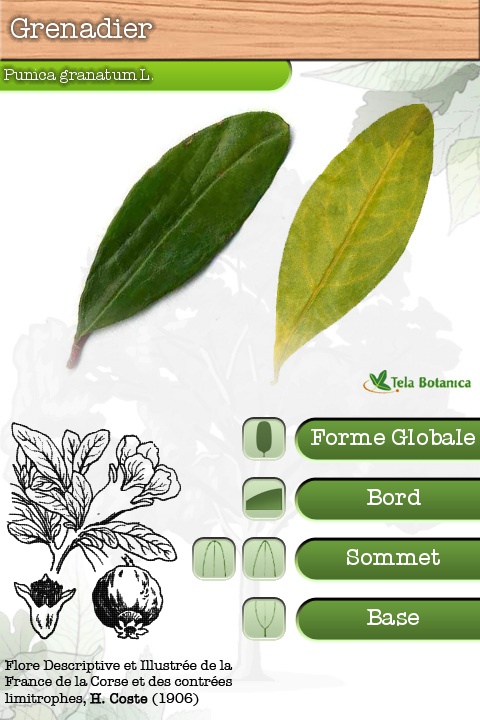 Grenadier
Punica granatum L.
Tela Botanica
Forme Globale
Bord
Sommet
Base
Flore Descriptive et Illustrée de la
France de la Corse et des contrées
limitrophes, H. Coste (1906)